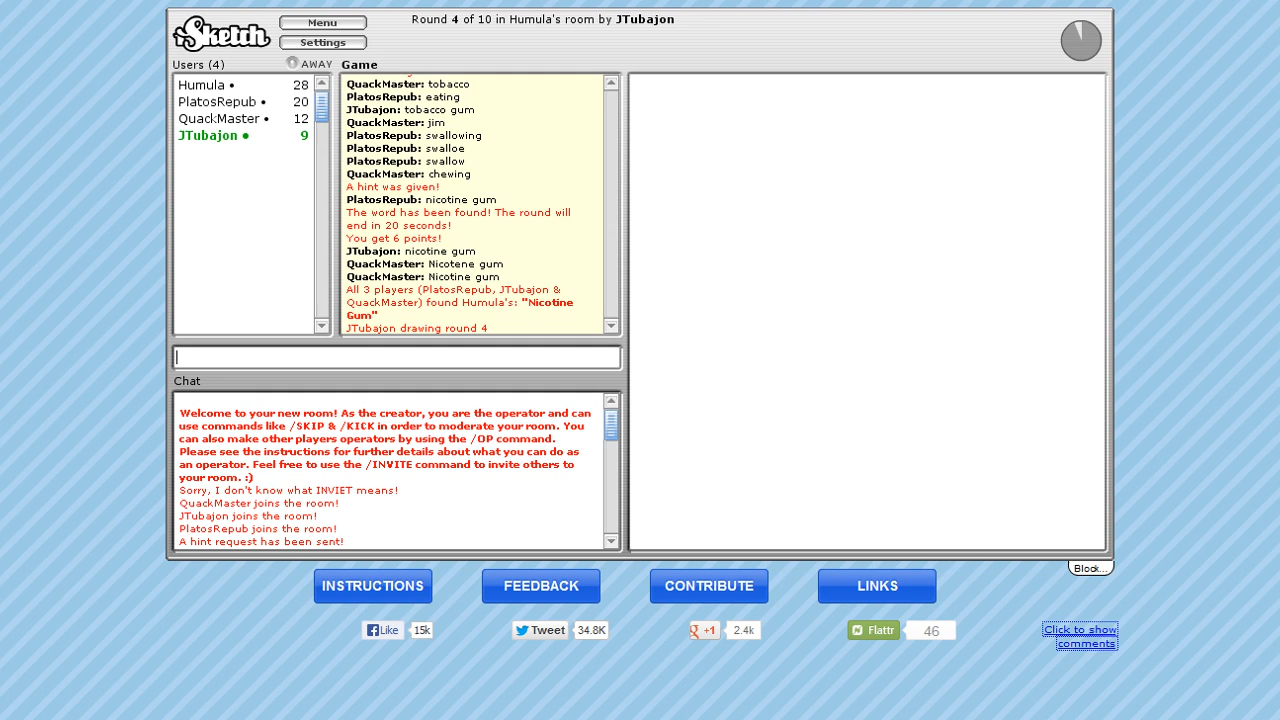 iSketch
Menu
Settings
Round 4 of 10 in Humula's room by JTubajon
Users (4)
AWAY
Game
Humula • 28
PlatosRepub • 20
QuackMaster • 12
JTubajon • 9
QuackMaster: tobacco
PlatosRepub: eating
JTubajon: tobacco gum
QuackMaster: jim
PlatosRepub: swallowing
PlatosRepub: swalloe
PlatosRepub: swallow
QuackMaster: chewing
A hint was given!
PlatosRepub: nicotine gum
The word has been found! The round will
end in 20 seconds!
You get 6 points!
JTubajon: nicotine gum
QuackMaster: Nicotene gum
QuackMaster: Nicotine gum
All 3 players (PlatosRepub, JTubajon &
QuackMaster) found Humula's: "Nicotine
Gum"
JTubajon drawing round 4
Chat
Welcome to your new room! As the creator, you are the operator and can
use commands like /SKIP & /KICK in order to moderate your room. You
can also make other players operators by using the /OP command.
Please see the instructions for further details about what you can do as
an operator. Feel free to use the /INVITE command to invite others to
your room. :)
Sorry, I don't know what INVIET means!
QuackMaster joins the room!
JTubajon joins the room!
PlatosRepub joins the room!
A hint request has been sent!
Block...
INSTRUCTIONS
FEEDBACK
CONTRIBUTE
LINKS
Like 15k
Tweet 34.8K
g +1 2.4k
Flattr 46
Click to show
comments